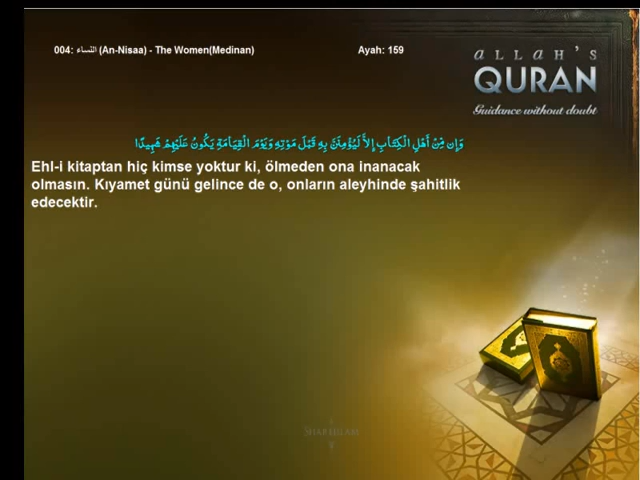 004: النساء (An-Nisaa) - The Women(Medinan) Ayah: 159
ALLAH'S
QURAN
Guidance without doubt
وَإِن مِّنْ أَهْلِ الْكِتَابِ إِلاَّ لَيُؤْمِنَنَّ بِهِ قَبْلَ مَوْتِهِ وَيَوْمَ الْقِيَامَةِ يَكُونُ عَلَيْهِمْ شَهِيدًا
Ehl-i kitaptan hiç kimse yoktur ki, ölmeden ona inanacak
olmasın. Kıyamet günü gelince de o, onların aleyhinde şahitlik
edecektir.